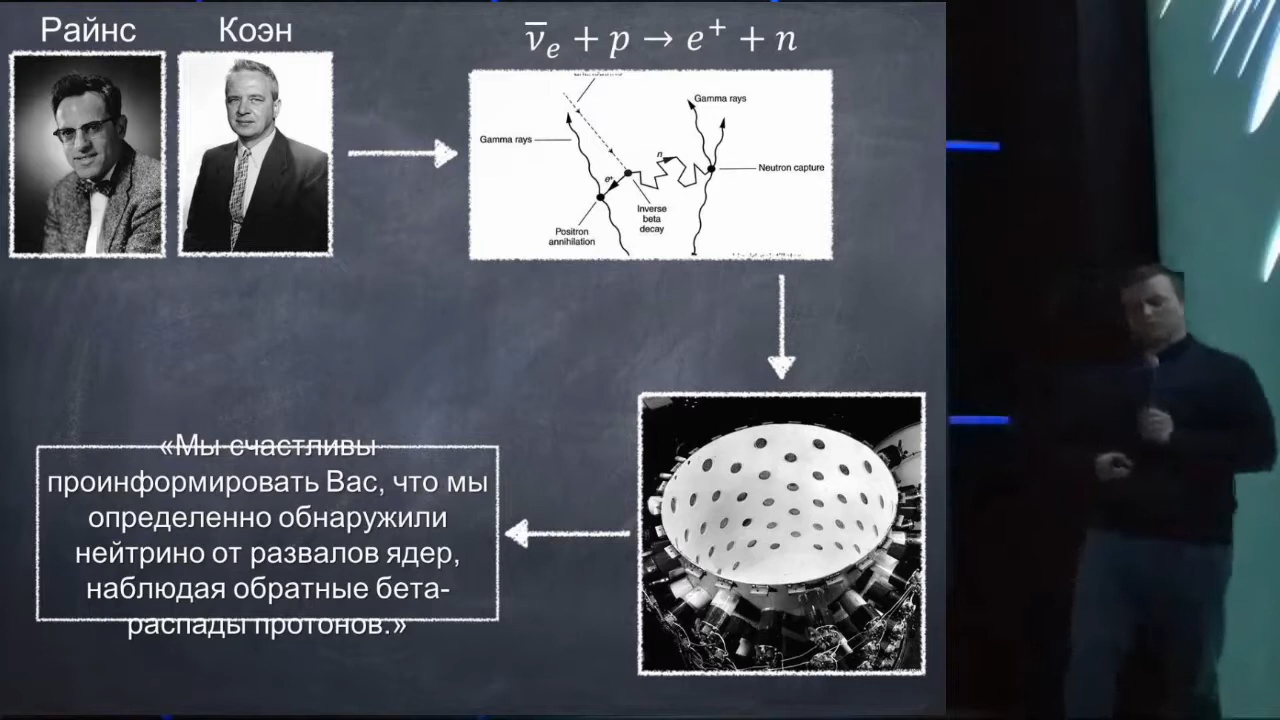 Райнс
Коэн
ν̅ₑ + p → e⁺ + n
Gamma rays
Gamma rays
n
Neutron capture
e⁺
Inverse
beta
decay
Positron
annihilation
«Мы счастливы
проинформировать Вас, что мы
определенно обнаружили
нейтрино от развалов ядер,
наблюдая обратные бета-
распады протонов.»